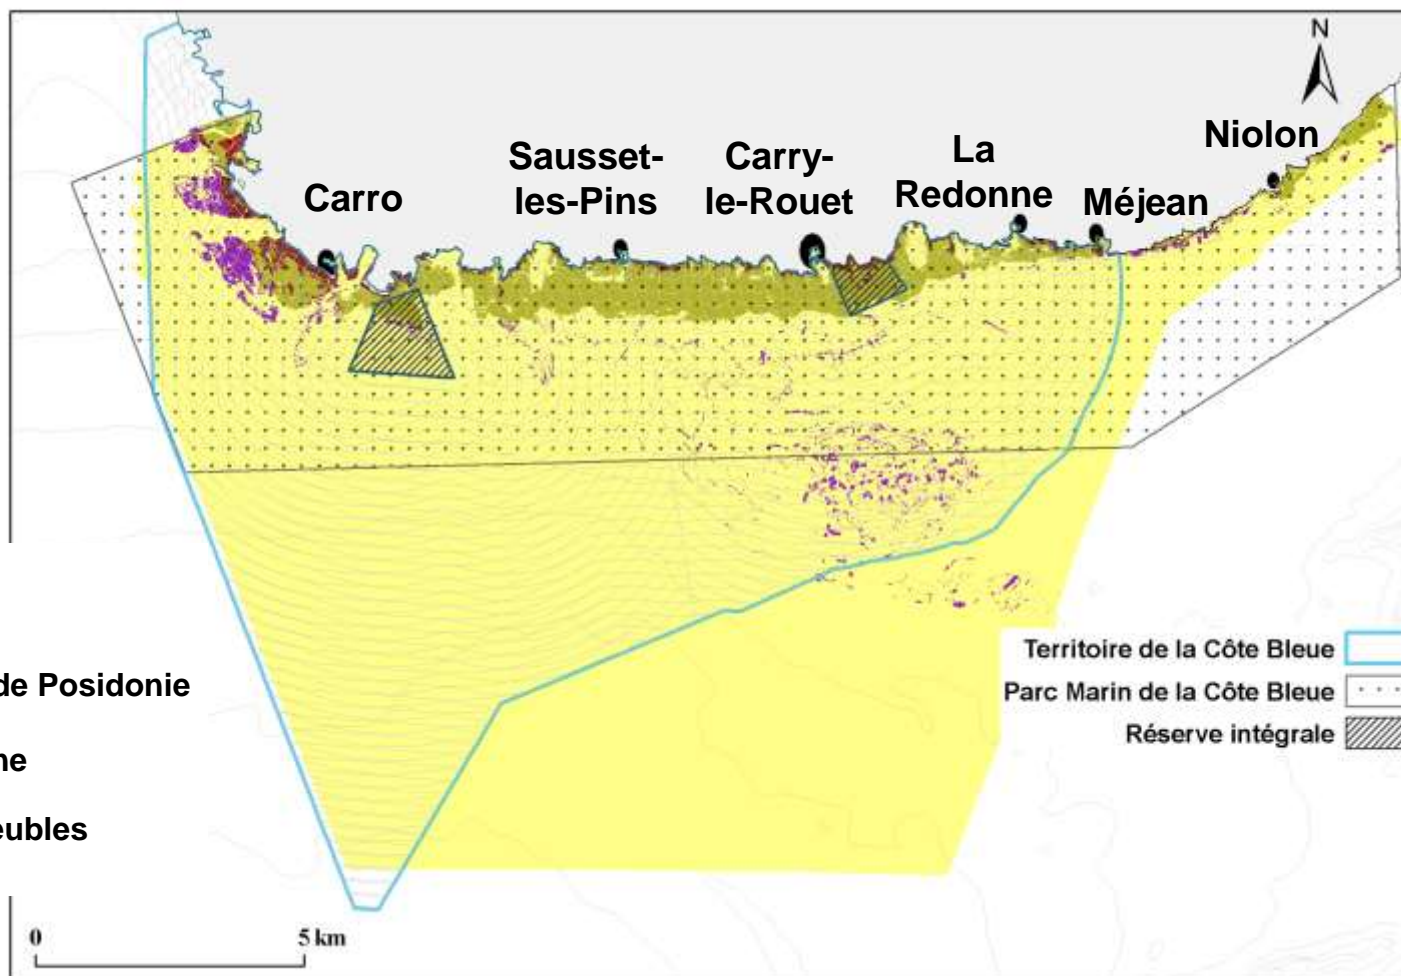 N
Niolon
Sausset-
les-Pins
Carry-
le-Rouet
La
Redonne
Carro
Méjean
Territoire de la Côte Bleue
de Posidonie
Parc Marin de la Côte Bleue
Réserve intégrale
ne
eubles
0
5 km